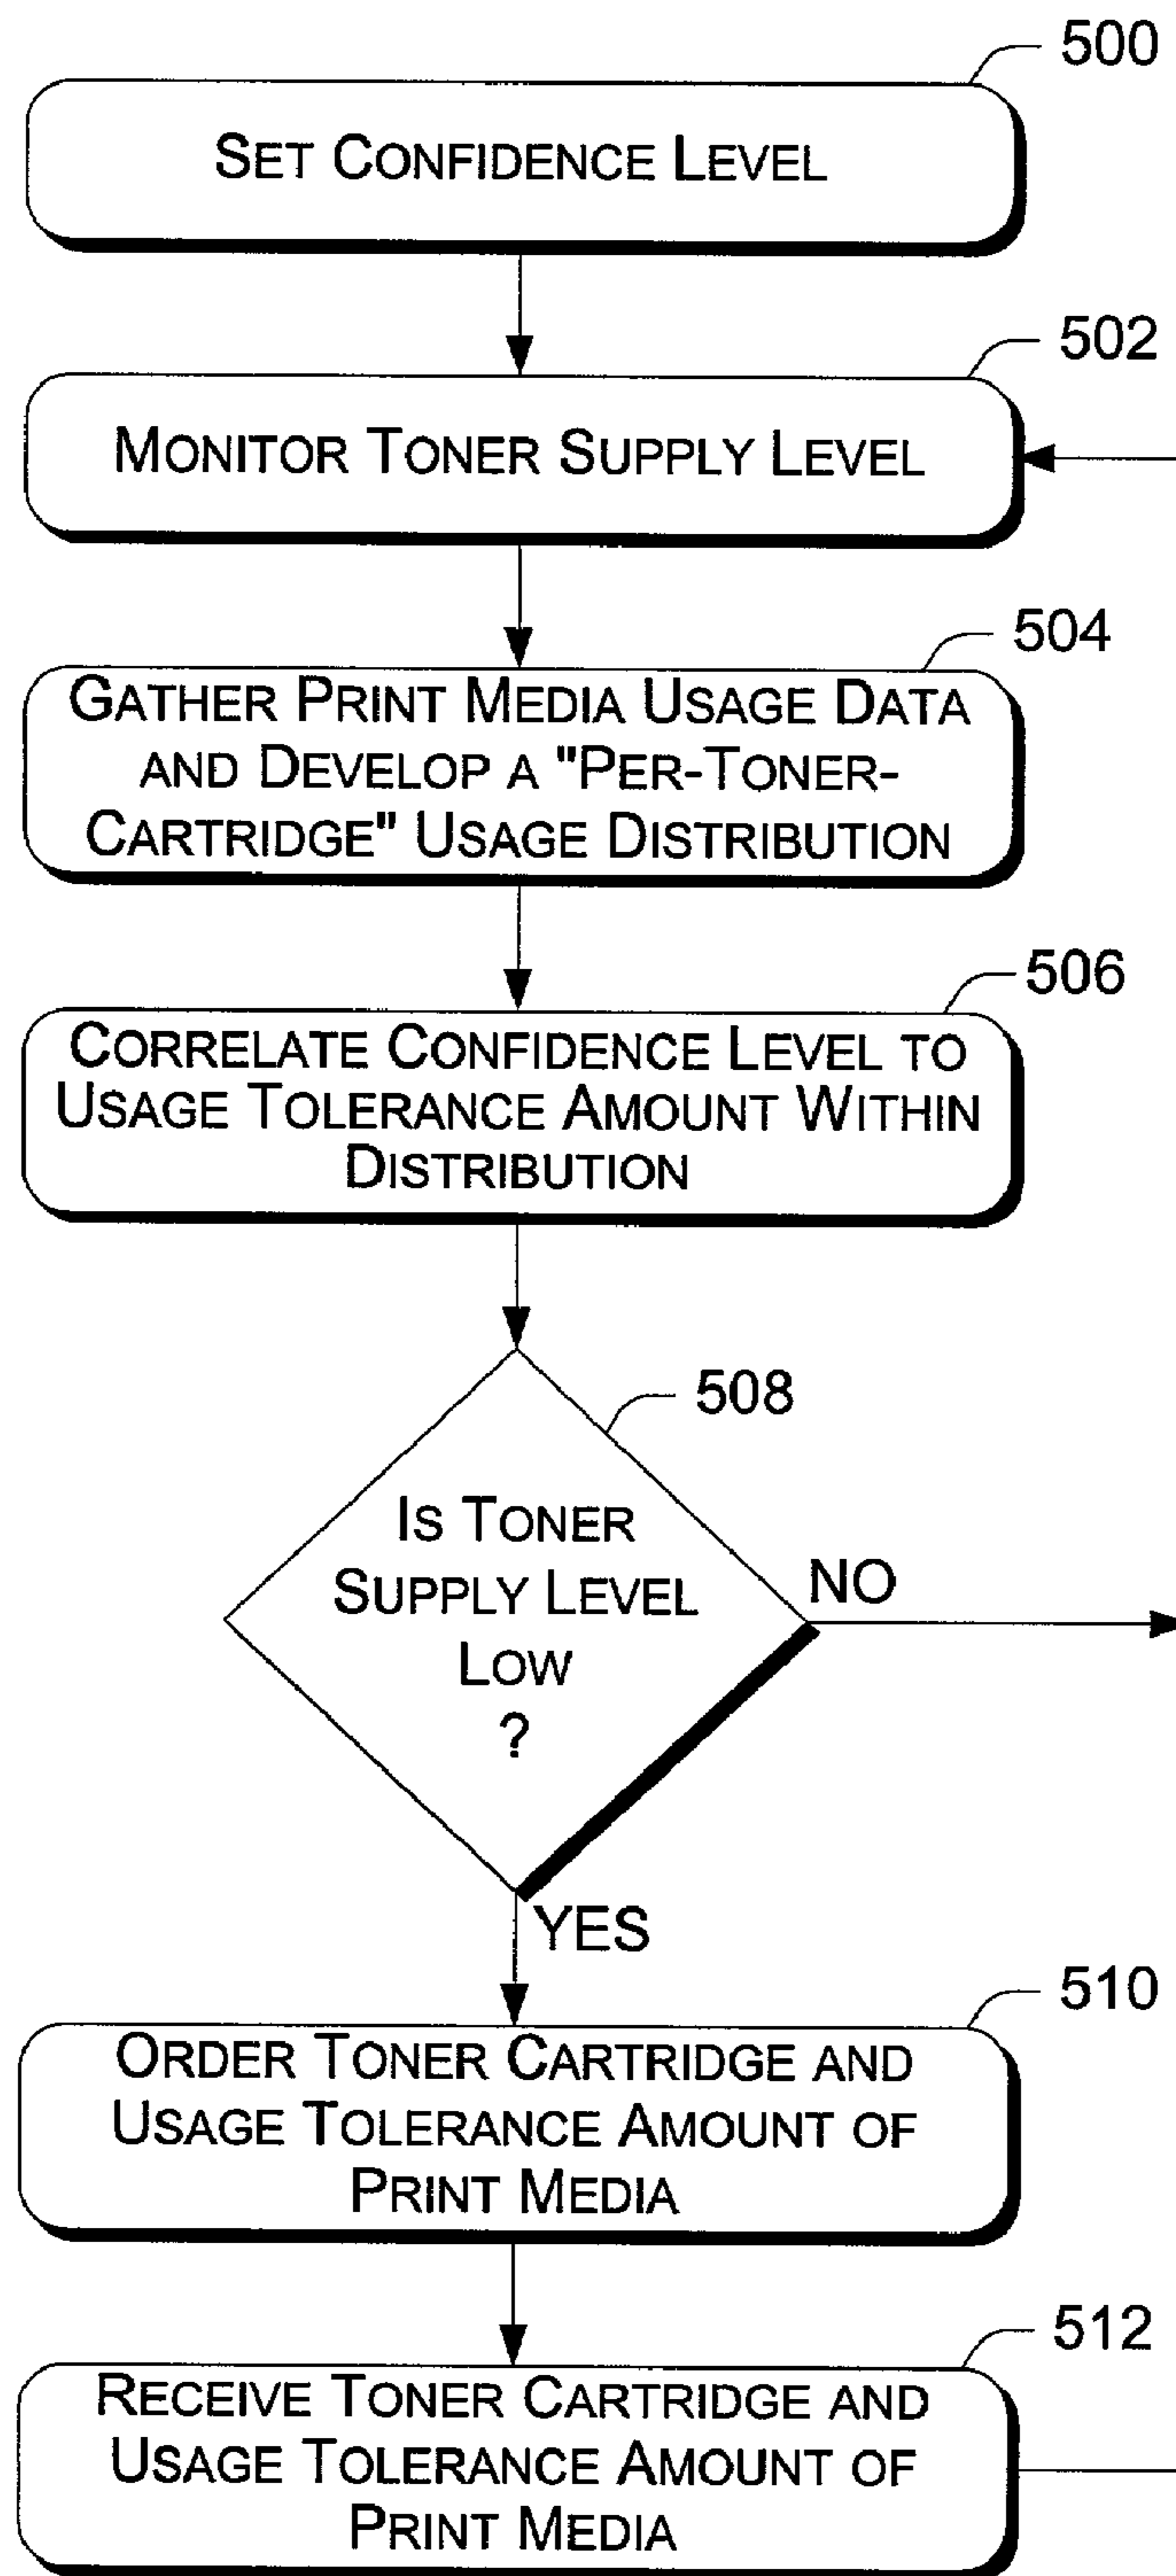 500
SET CONFIDENCE LEVEL
502
MONITOR TONER SUPPLY LEVEL
504
GATHER PRINT MEDIA USAGE DATA
AND DEVELOP A "PER-TONER-
CARTRIDGE" USAGE DISTRIBUTION
506
CORRELATE CONFIDENCE LEVEL TO
USAGE TOLERANCE AMOUNT WITHIN
DISTRIBUTION
508
IS TONER
SUPPLY LEVEL
LOW
?
NO
YES
510
ORDER TONER CARTRIDGE AND
USAGE TOLERANCE AMOUNT OF
PRINT MEDIA
512
RECEIVE TONER CARTRIDGE AND
USAGE TOLERANCE AMOUNT OF
PRINT MEDIA